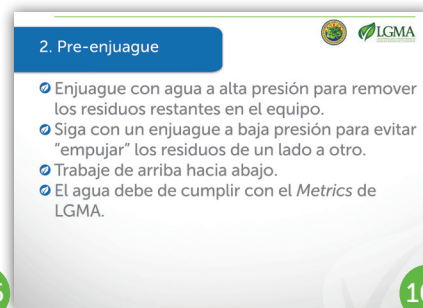 2. Pre-enjuague
LGMA
Enjuague con agua a alta presión para remover
los residuos restantes en el equipo.
Siga con un enjuague a baja presión para evitar
"empujar" los residuos de un lado a otro.
Trabaje de arriba hacia abajo.
El agua debe de cumplir con el Metrics de
LGMA.